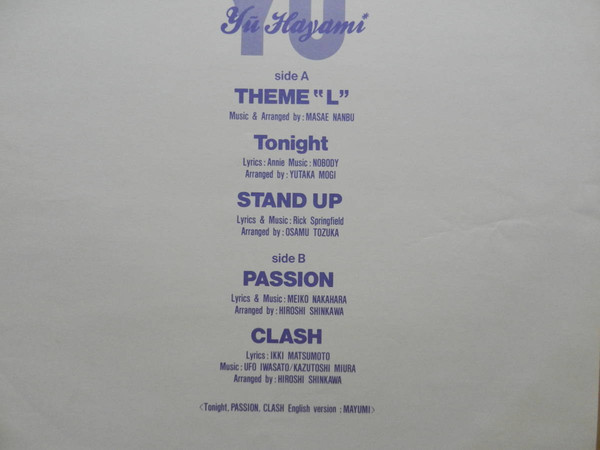 YŪ
Yū Hayami
side A
THEME “L”
Music & Arranged by : MASAE NANBU
Tonight
Lyrics : Annie Music : NOBODY
Arranged by : YUTAKA MOGI
STAND UP
Lyrics & Music : Rick Springfield
Arranged by : OSAMU TOZUKA
side B
PASSION
Lyrics & Music : MEIKO NAKAHARA
Arranged by : HIROSHI SHINKAWA
CLASH
Lyrics : IKKI MATSUMOTO
Music : UFO IWASATO/KAZUTOSHI MIURA
Arranged by : HIROSHI SHINKAWA
〈Tonight, PASSION, CLASH English version : MAYUMI〉